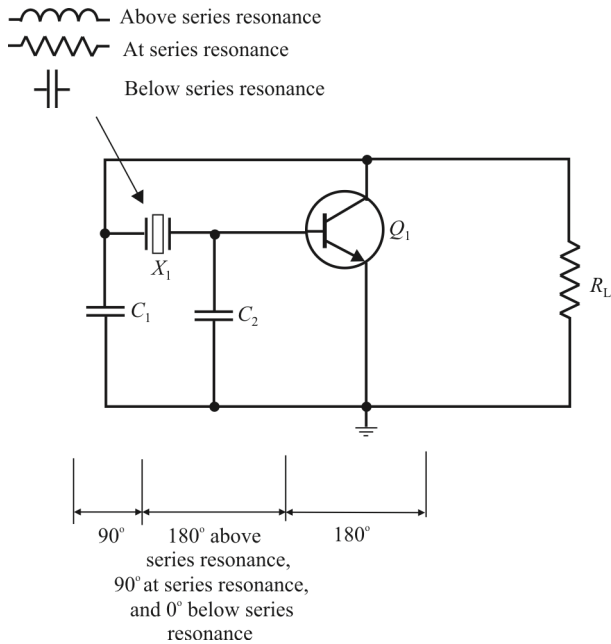 Above series resonance
At series resonance
Below series resonance
Q1
X1
RL
C1
C2
90°
180° above
180°
series resonance,
90° at series resonance,
and 0° below series
resonance